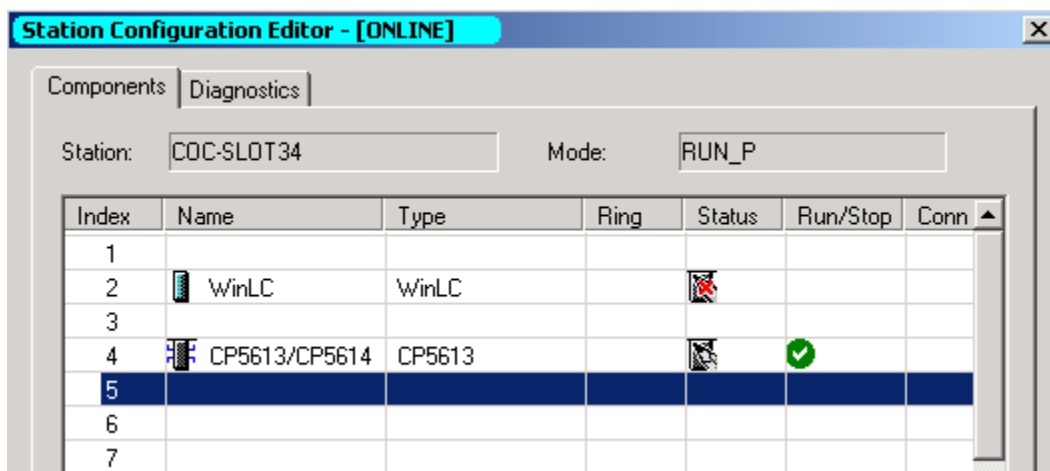 Station Configuration Editor - [ONLINE]
Components Diagnostics
Station: COC-SLOT34 Mode: RUN_P
Index Name Type Ring Status Run/Stop Conn
1
2 WinLC WinLC
3
4 CP5613/CP5614 CP5613
5
6
7